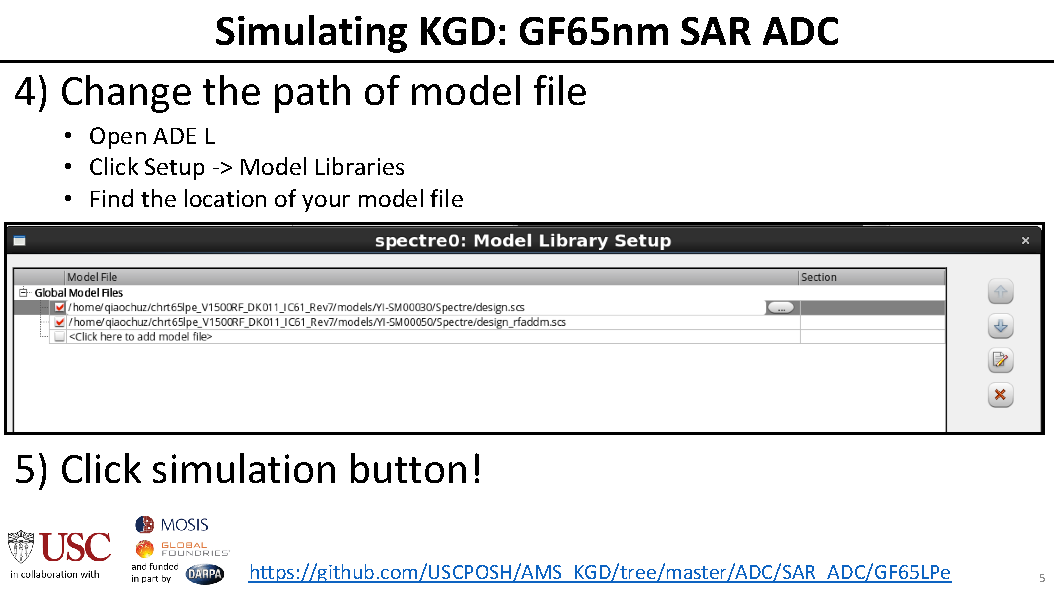 Simulating KGD: GF65nm SAR ADC
4) Change the path of model file
• Open ADE L
• Click Setup -> Model Libraries
• Find the location of your model file
spectre0: Model Library Setup
Model File
Section
Global Model Files
/home/qiaochuz/chrt65lpe_V1500RF_DK011_IC61_Rev7/models/YI-SM00030/Spectre/design.scs
...
/home/qiaochuz/chrt65lpe_V1500RF_DK011_IC61_Rev7/models/YI-SM00050/Spectre/design_rfaddm.scs
<Click here to add model file>
5) Click simulation button!
USC
in collaboration with
MOSIS
GLOBAL
FOUNDRIES
and funded
in part by
DARPA
https://github.com/USCPOSH/AMS_KGD/tree/master/ADC/SAR_ADC/GF65LPe
5